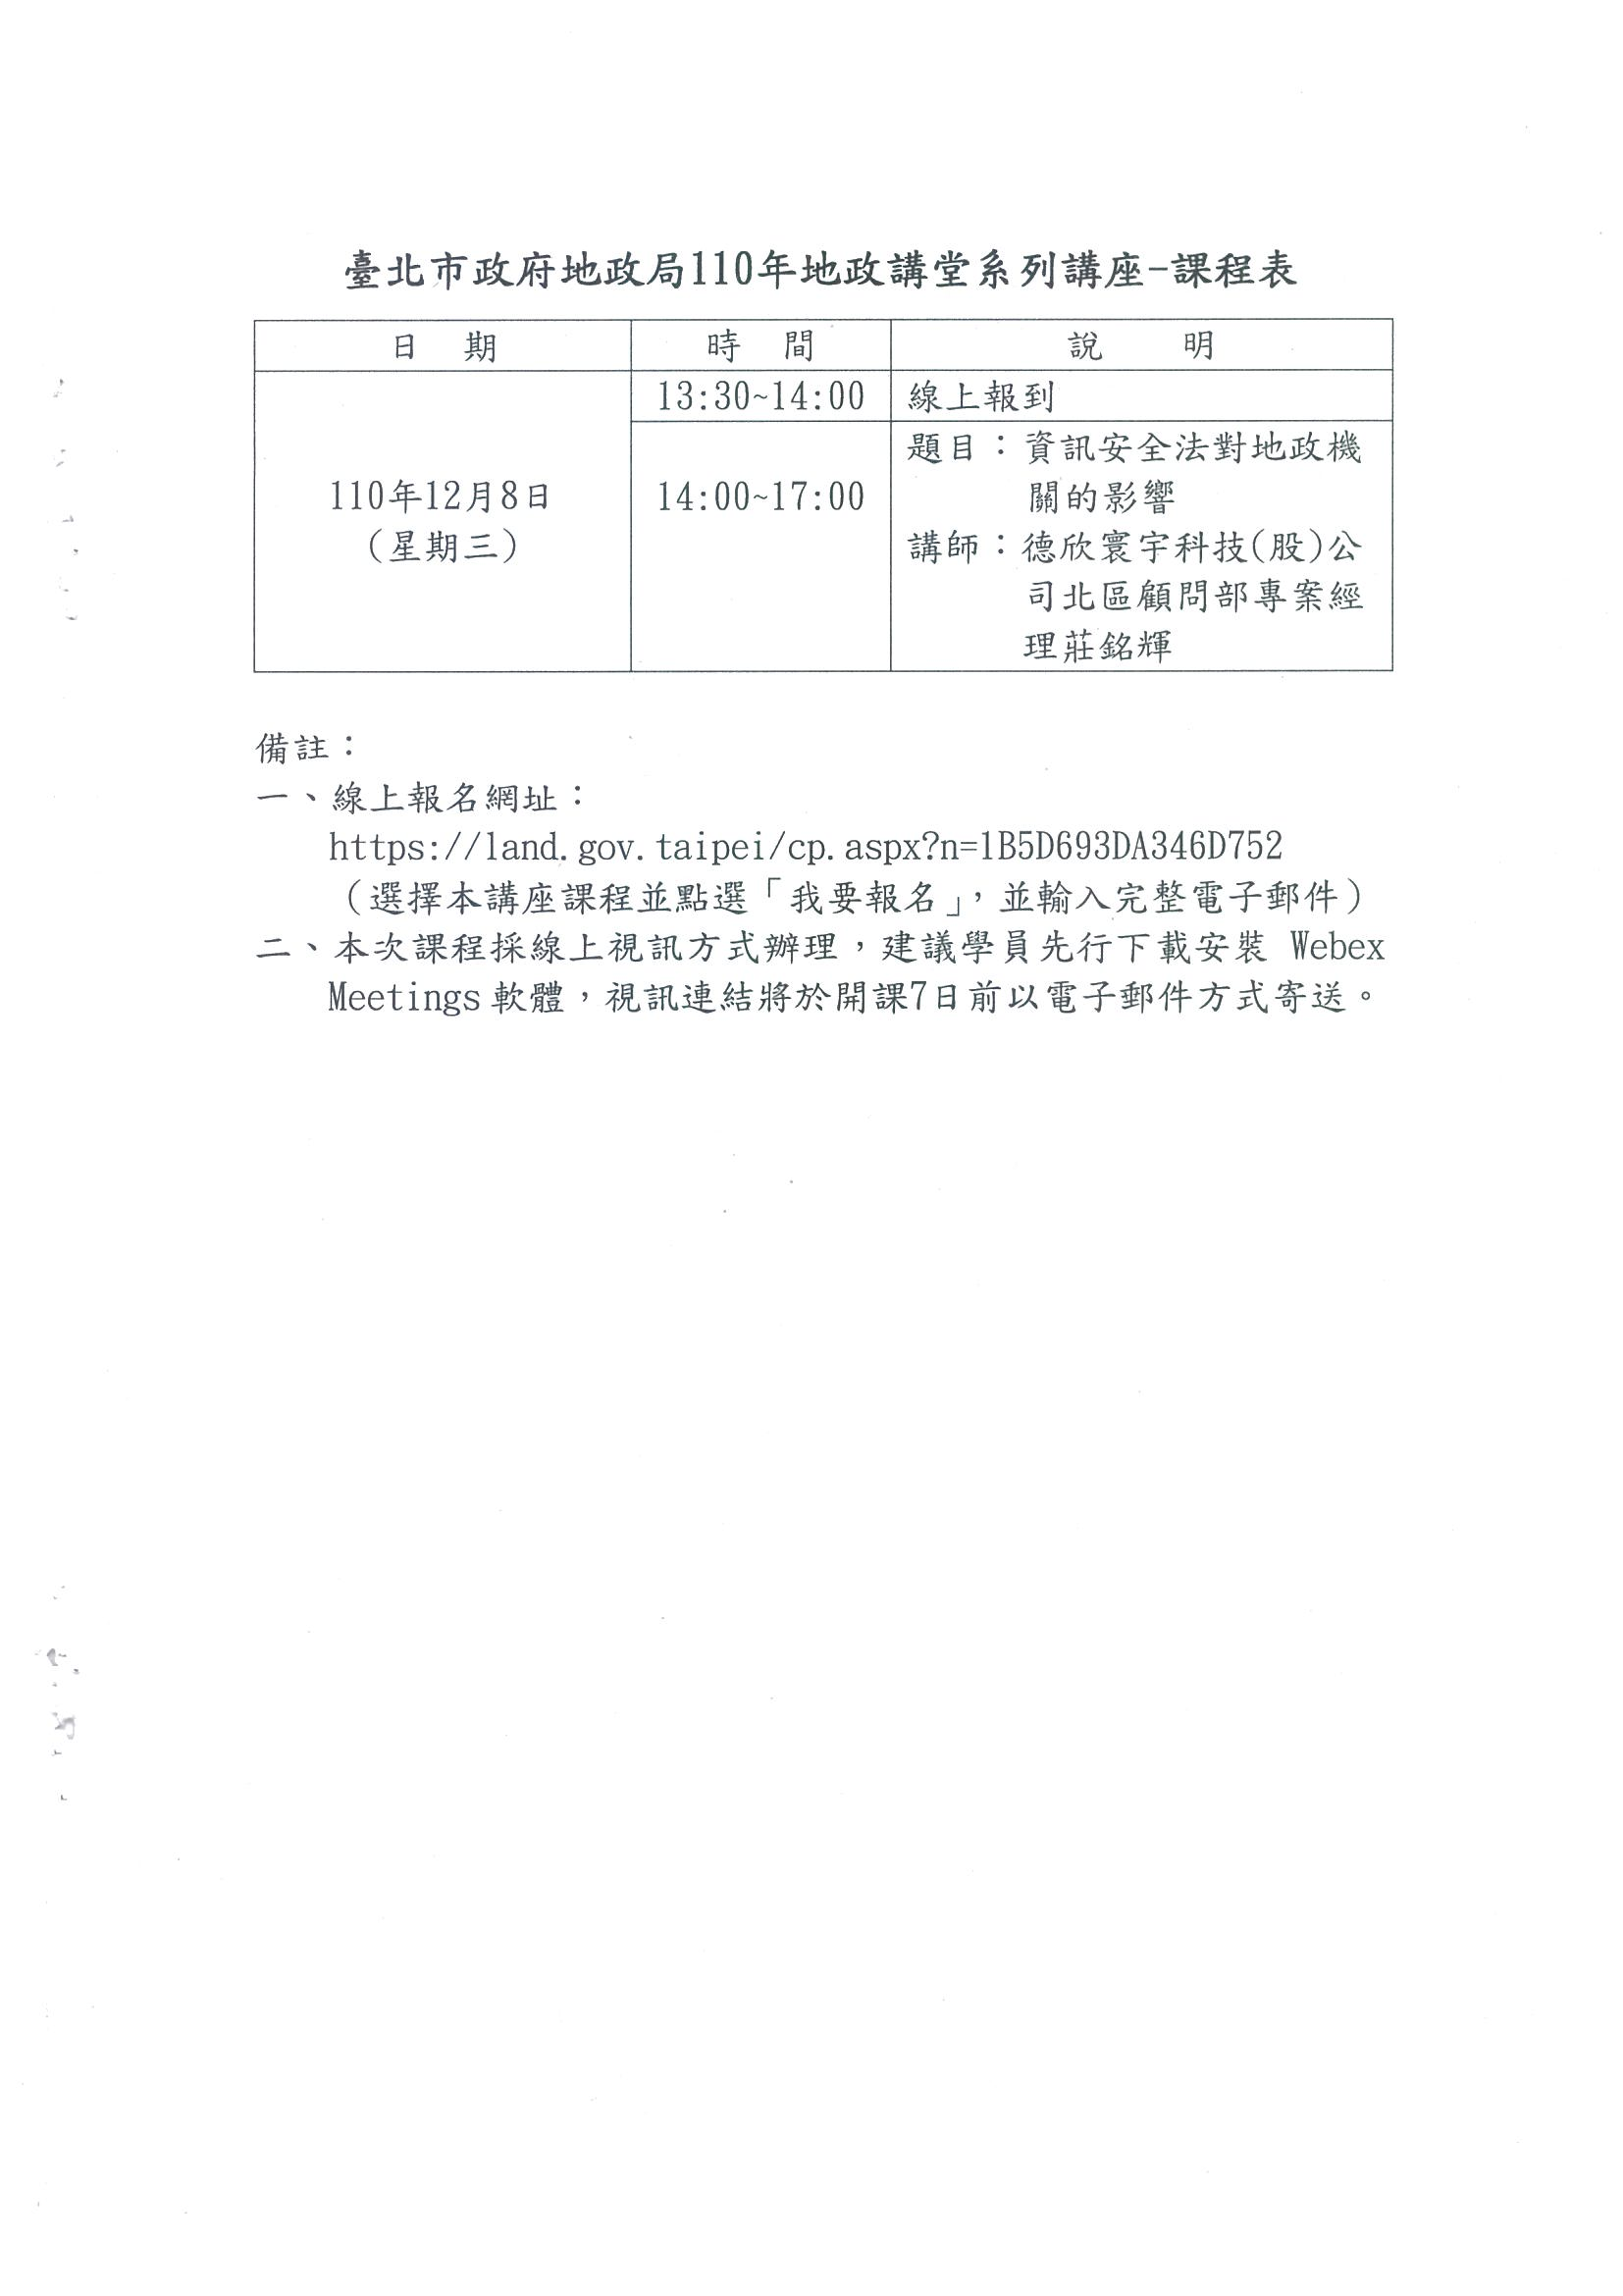 臺北市政府地政局110年地政講堂系列講座-課程表
日 期 時 間 說 明
13:30~14:00 線上報到
110年12月8日
(星期三)
14:00~17:00
題目：資訊安全法對地政機
關的影響
講師：德欣寰宇科技(股)公
司北區顧問部專案經
理莊銘輝
備註：
一、線上報名網址：
https://land.gov.taipei/cp.aspx?n=1B5D693DA346D752
（選擇本講座課程並點選「我要報名」，並輸入完整電子郵件）
二、本次課程採線上視訊方式辦理，建議學員先行下載安裝 Webex
Meetings軟體，視訊連結將於開課7日前以電子郵件方式寄送。